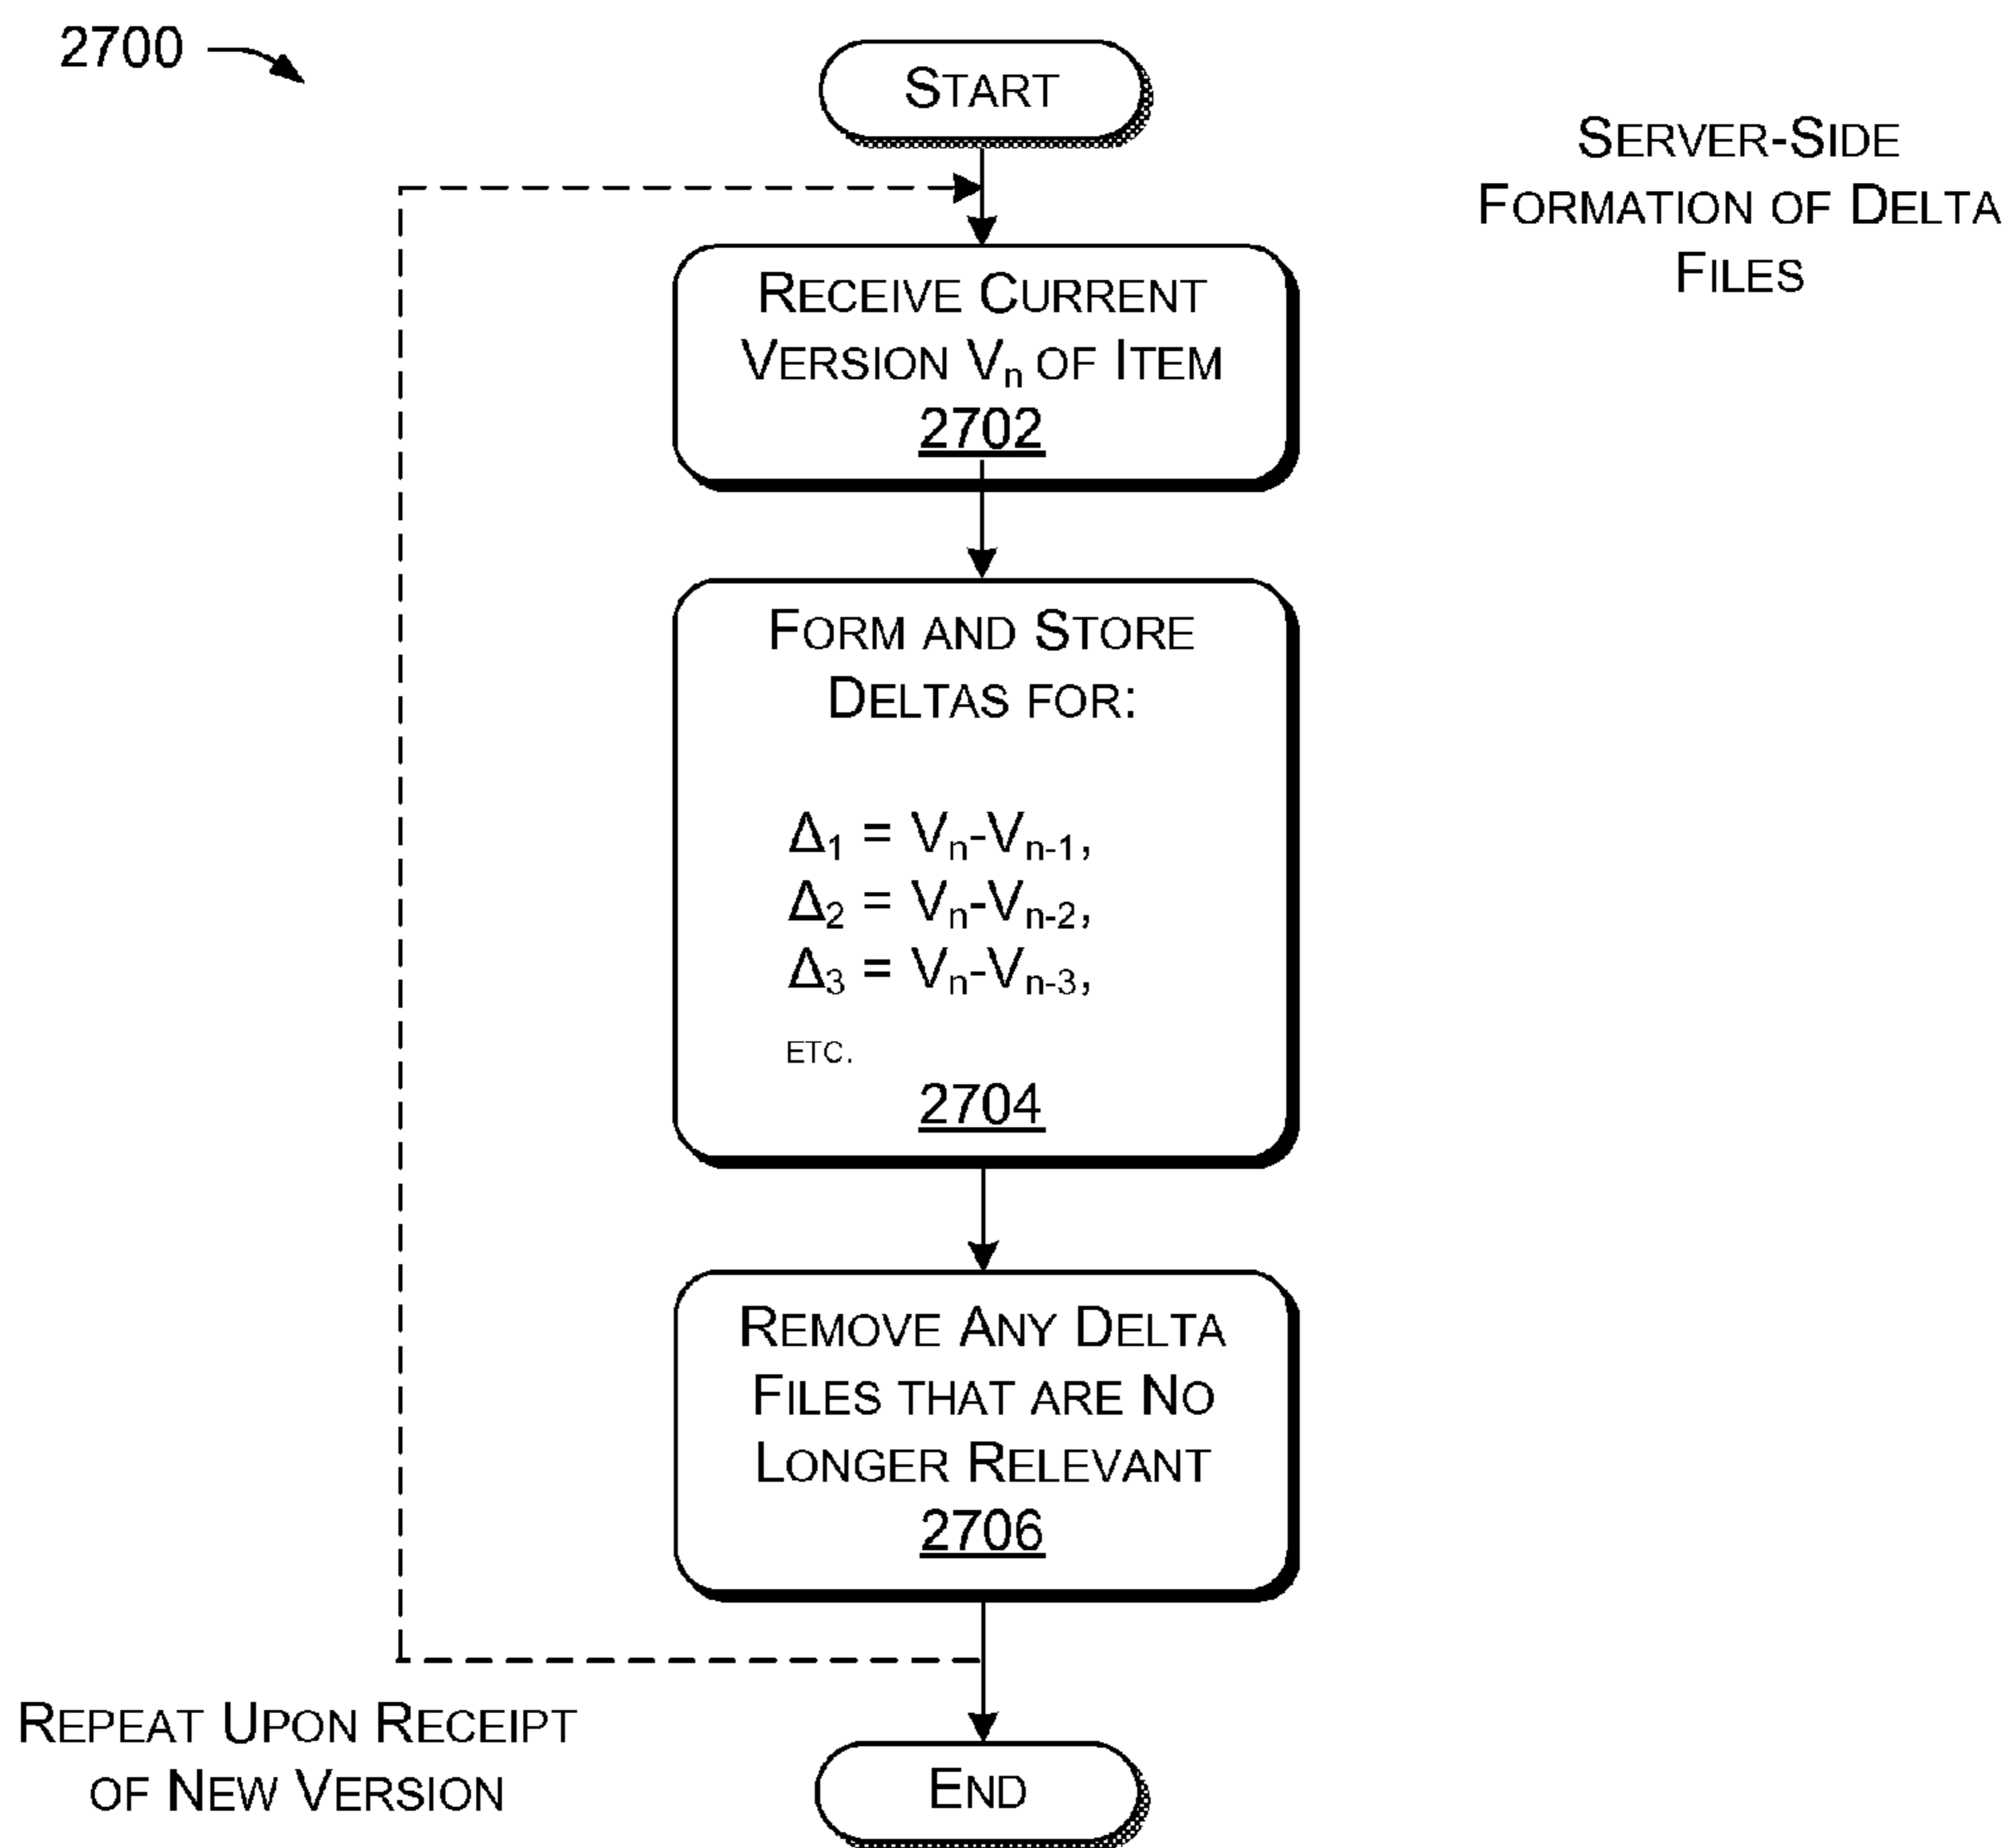 2700
START
SERVER-SIDE
FORMATION OF DELTA
FILES
RECEIVE CURRENT
VERSION Vₙ OF ITEM
2702
FORM AND STORE
DELTAS FOR:
Δ₁ = Vₙ-Vₙ₋₁,
Δ₂ = Vₙ-Vₙ₋₂,
Δ₃ = Vₙ-Vₙ₋₃,
ETC.
2704
REMOVE ANY DELTA
FILES THAT ARE NO
LONGER RELEVANT
2706
REPEAT UPON RECEIPT
OF NEW VERSION
END